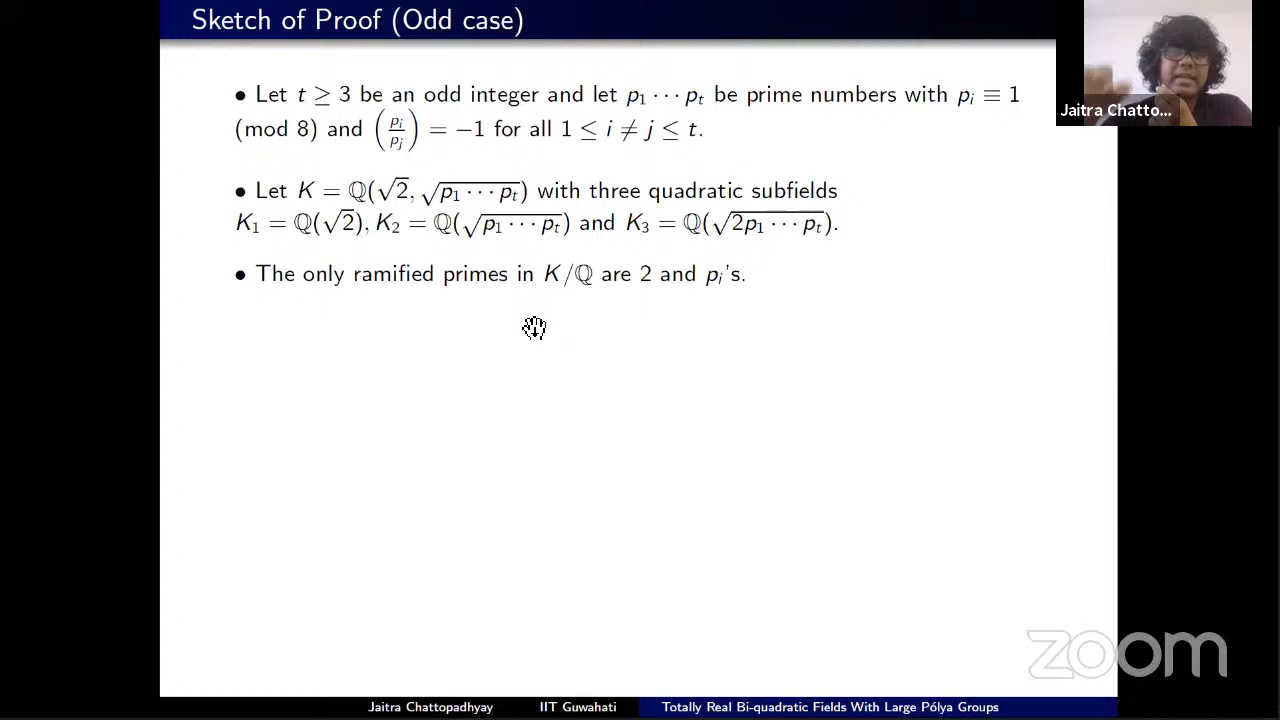 Sketch of Proof (Odd case)
• Let t ≥ 3 be an odd integer and let p₁ ⋯ pₜ be prime numbers with pᵢ ≡ 1
(mod 8) and (pᵢ/pⱼ) = −1 for all 1 ≤ i ≠ j ≤ t.
• Let K = ℚ(√2, √p₁ ⋯ pₜ) with three quadratic subfields
K₁ = ℚ(√2), K₂ = ℚ(√p₁ ⋯ pₜ) and K₃ = ℚ(√2p₁ ⋯ pₜ).
• The only ramified primes in K/ℚ are 2 and pᵢ's.
Jaitra Chatto...
zoom
Jaitra Chattopadhyay IIT Guwahati Totally Real Bi-quadratic Fields With Large Pólya Groups